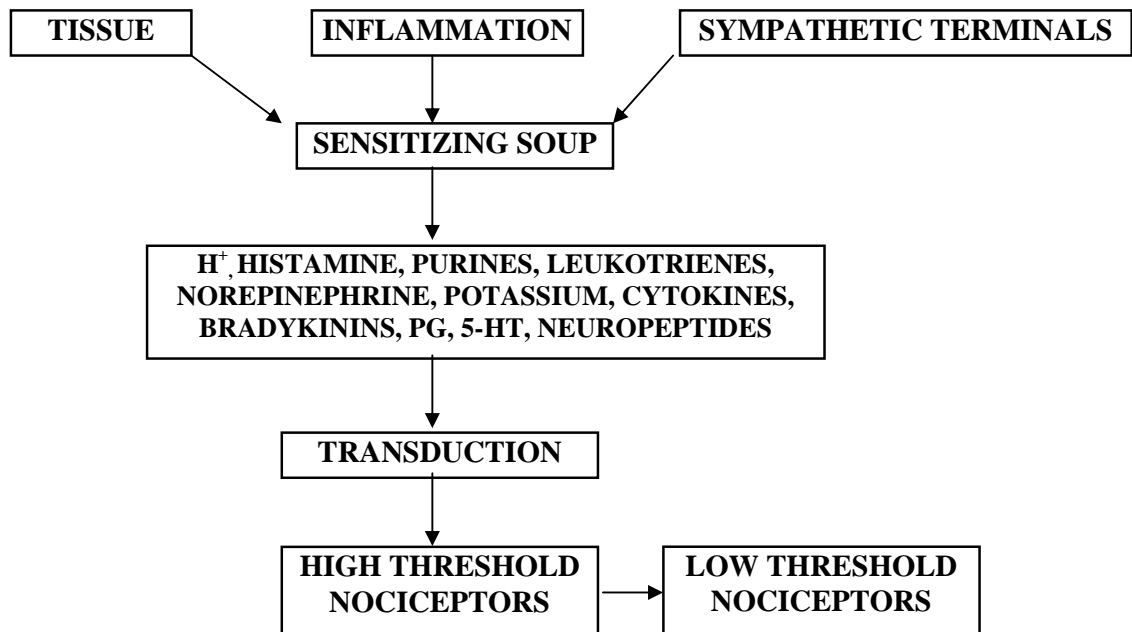 TISSUE
INFLAMMATION
SYMPATHETIC TERMINALS
SENSITIZING SOUP
H⁺, HISTAMINE, PURINES, LEUKOTRIENES,
NOREPINEPHRINE, POTASSIUM, CYTOKINES,
BRADYKININS, PG, 5-HT, NEUROPEPTIDES
TRANSDUCTION
HIGH THRESHOLD
NOCICEPTORS
LOW THRESHOLD
NOCICEPTORS